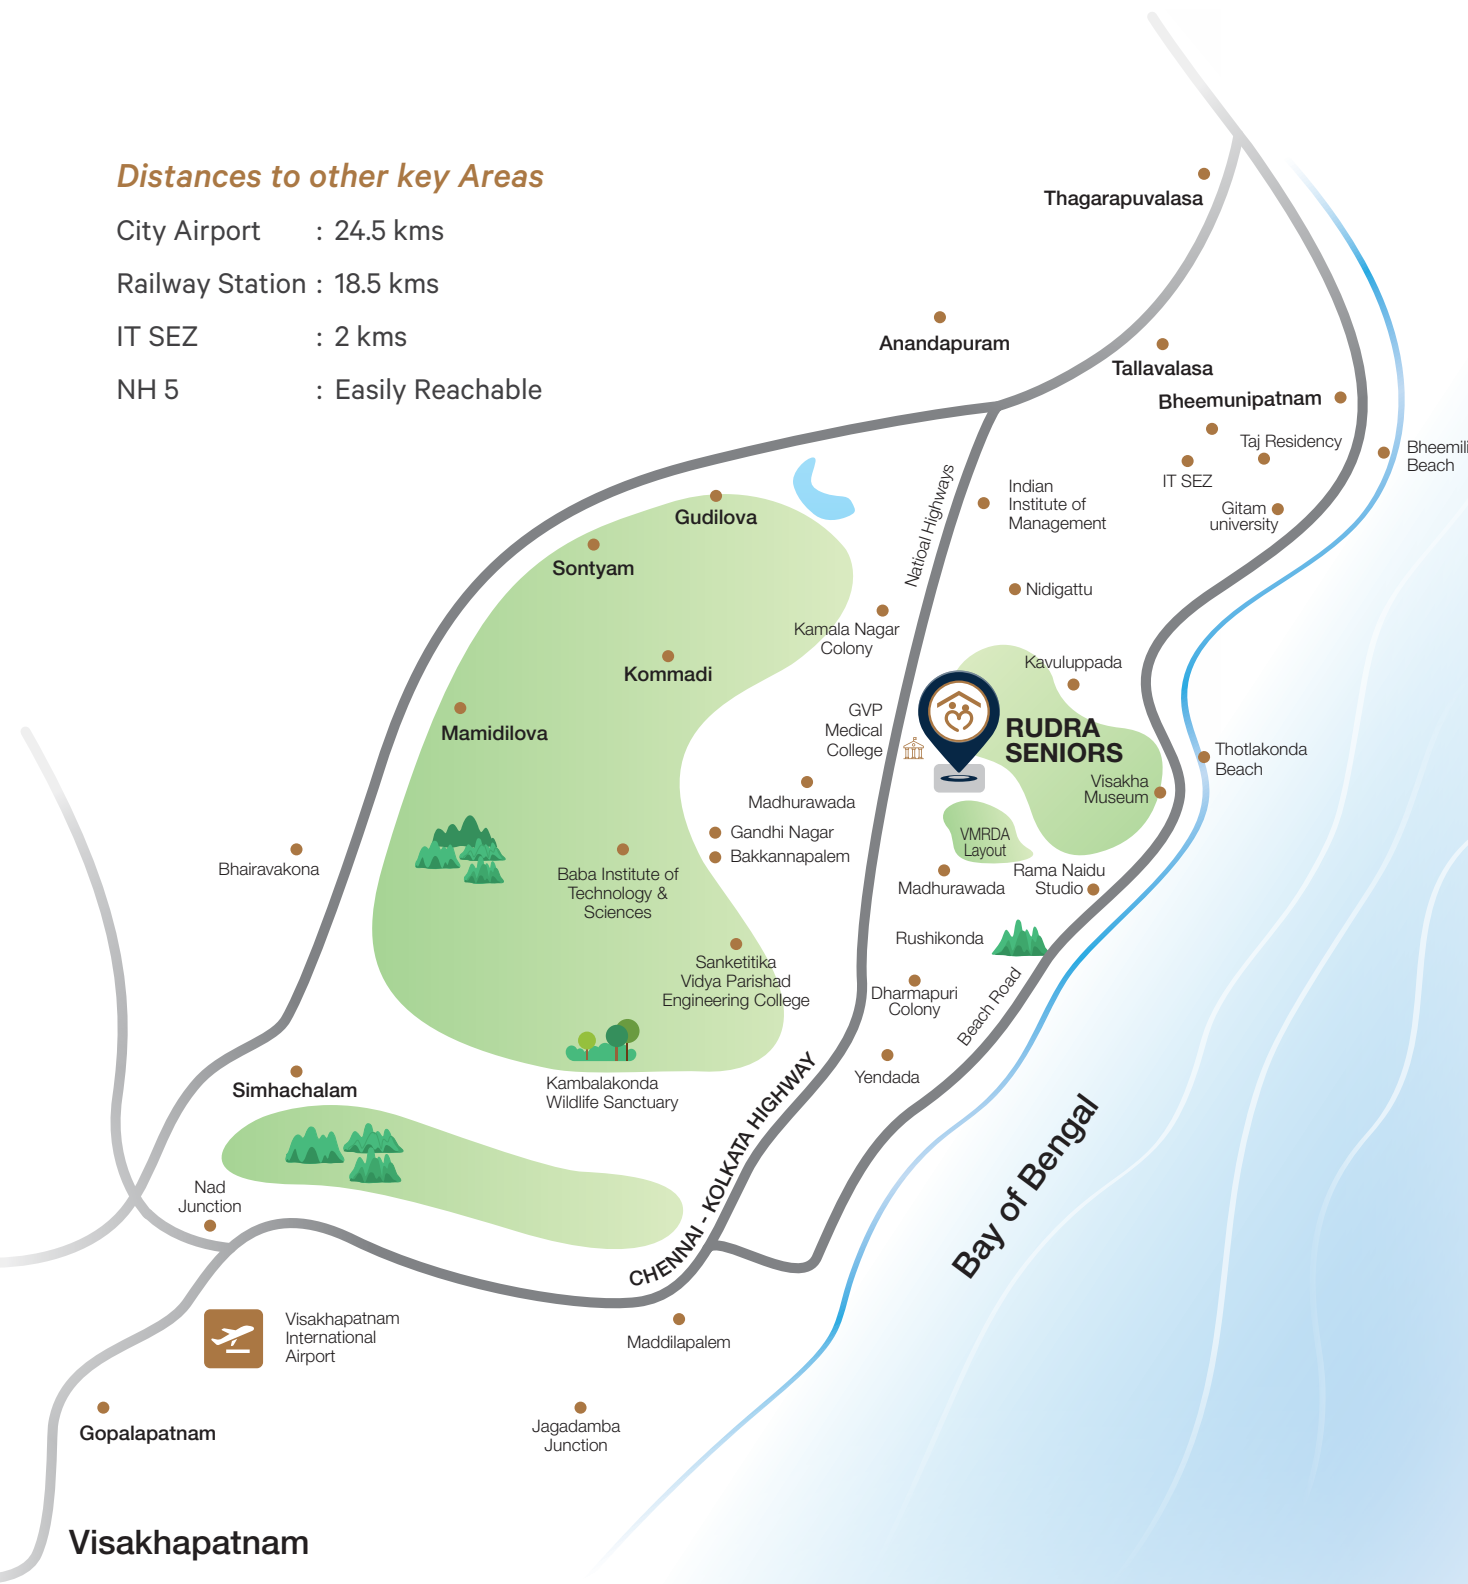 Distances to other key Areas
City Airport : 24.5 kms
Railway Station : 18.5 kms
IT SEZ : 2 kms
NH 5 : Easily Reachable
Thagarapuvalasa
Anandapuram
Tallavalasa
Bheemunipatnam
Taj Residency
Bheemili
Beach
IT SEZ
Gitam
university
Indian
Institute of
Management
Natioal Highways
Gudilova
Sontyam
Nidigattu
Kamala Nagar
Colony
Kommadi
Kavuluppada
Mamidilova
GVP
Medical
College
RUDRA
SENIORS
Thotlakonda
Beach
Visakha
Museum
Madhurawada
Gandhi Nagar
Bakkannapalem
VMRDA
Layout
Bhairavakona
Baba Institute of
Technology &
Sciences
Madhurawada
Rama Naidu
Studio
Rushikonda
Sanketitika
Vidya Parishad
Engineering College
Dharmapuri
Colony
Beach Road
Yendada
Simhachalam
Kambalakonda
Wildlife Sanctuary
CHENNAI - KOLKATA HIGHWAY
Bay of Bengal
Nad
Junction
Visakhapatnam
International
Airport
Maddilapalem
Gopalapatnam
Jagadamba
Junction
Visakhapatnam